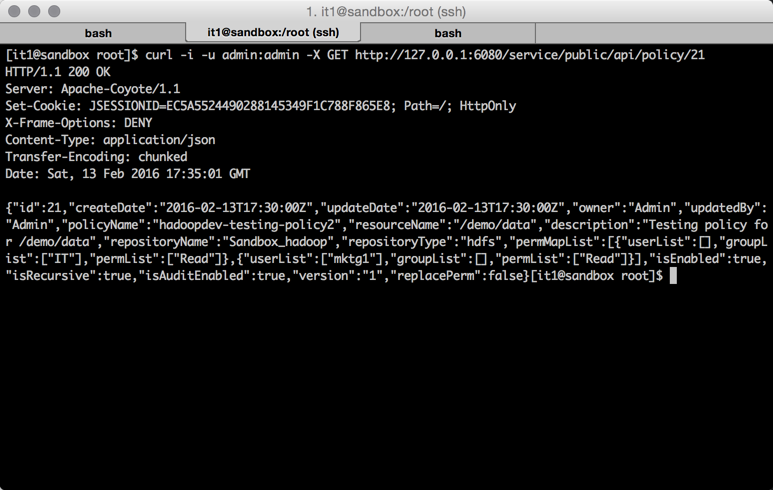 1. it1@sandbox:/root (ssh)
bash
it1@sandbox:/root (ssh)
bash
[it1@sandbox root]$ curl -i -u admin:admin -X GET http://127.0.0.1:6080/service/public/api/policy/21
HTTP/1.1 200 OK
Server: Apache-Coyote/1.1
Set-Cookie: JSESSIONID=EC5A5524490288145349F1C788F865E8; Path=/; HttpOnly
X-Frame-Options: DENY
Content-Type: application/json
Transfer-Encoding: chunked
Date: Sat, 13 Feb 2016 17:35:01 GMT
{"id":21,"createDate":"2016-02-13T17:30:00Z","updateDate":"2016-02-13T17:30:00Z","owner":"Admin","updatedBy":
"Admin","policyName":"hadoopdev-testing-policy2","resourceName":"/demo/data","description":"Testing policy fo
r /demo/data","repositoryName":"Sandbox_hadoop","repositoryType":"hdfs","permMapList":[{"userList":[],"groupL
ist":["IT"],"permList":["Read"]},{"userList":["mktg1"],"groupList":[],"permList":["Read"]}],"isEnabled":true,
"isRecursive":true,"isAuditEnabled":true,"version":"1","replacePerm":false}[it1@sandbox root]$